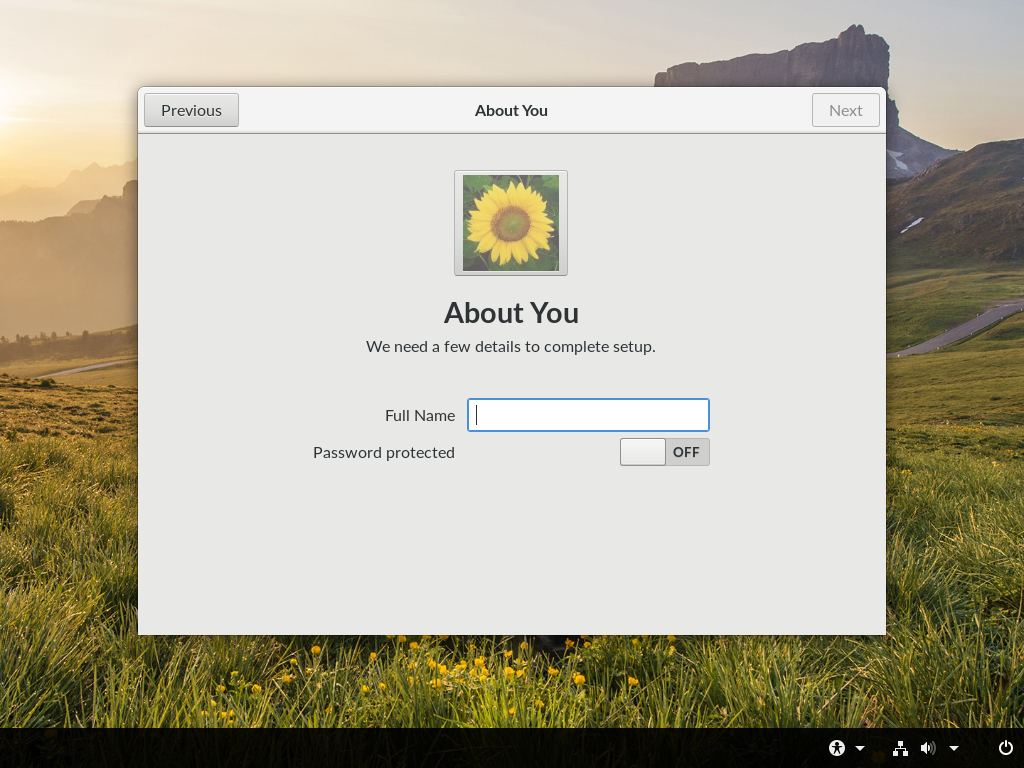 Previous
About You
Next
About You
We need a few details to complete setup.
Full Name
Password protected
OFF